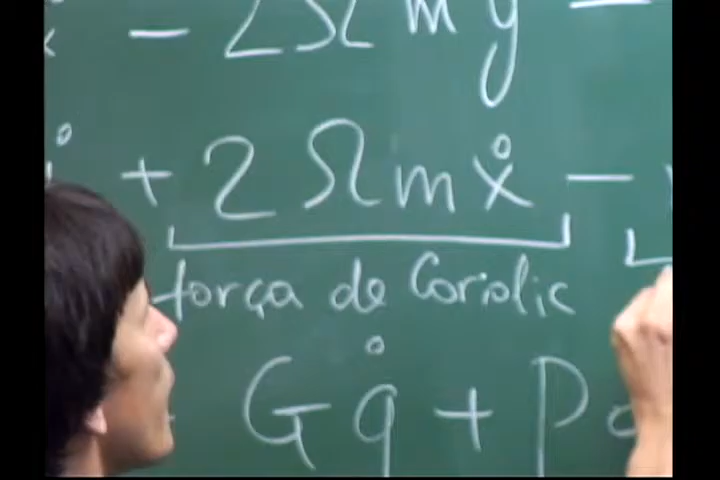 − 2Ωmẏ −
+ 2Ωmẋ −
força de Coriolis
Gq̇ + P